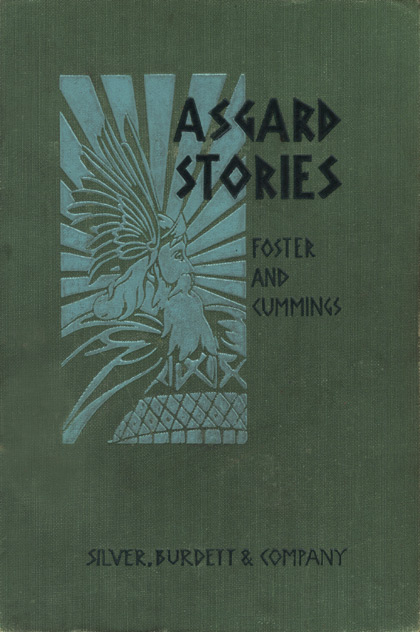 ASGARD
STORIES
FOSTER
AND
CUMMINGS
SILVER, BURDETT & COMPANY